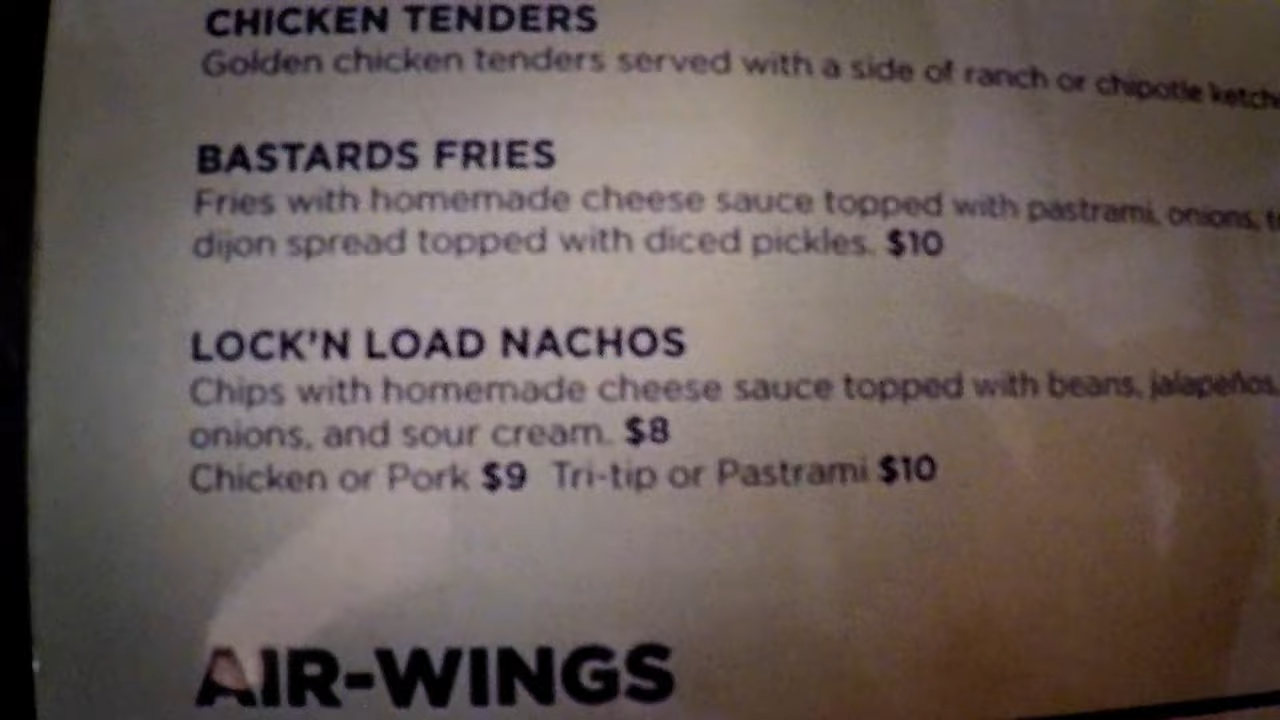 CHICKEN TENDERS
Golden chicken tenders served with a side of ranch or chipotle
BASTARDS FRIES
Fries with homemade cheese sauce topped with pastrami, onions,
dijon spread topped with diced pickles. $10
LOCK'N LOAD NACHOS
Chips with homemade cheese sauce topped with beans, jalapeños,
onions, and sour cream. $8
Chicken or Pork $9 Tri-tip or Pastrami $10
AIR-WINGS